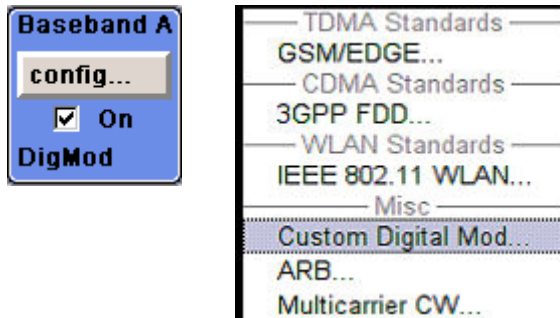 Baseband A
config...
On
DigMod
TDMA Standards
GSM/EDGE...
CDMA Standards
3GPP FDD...
WLAN Standards
IEEE 802.11 WLAN...
Misc
Custom Digital Mod...
ARB...
Multicarrier CW...